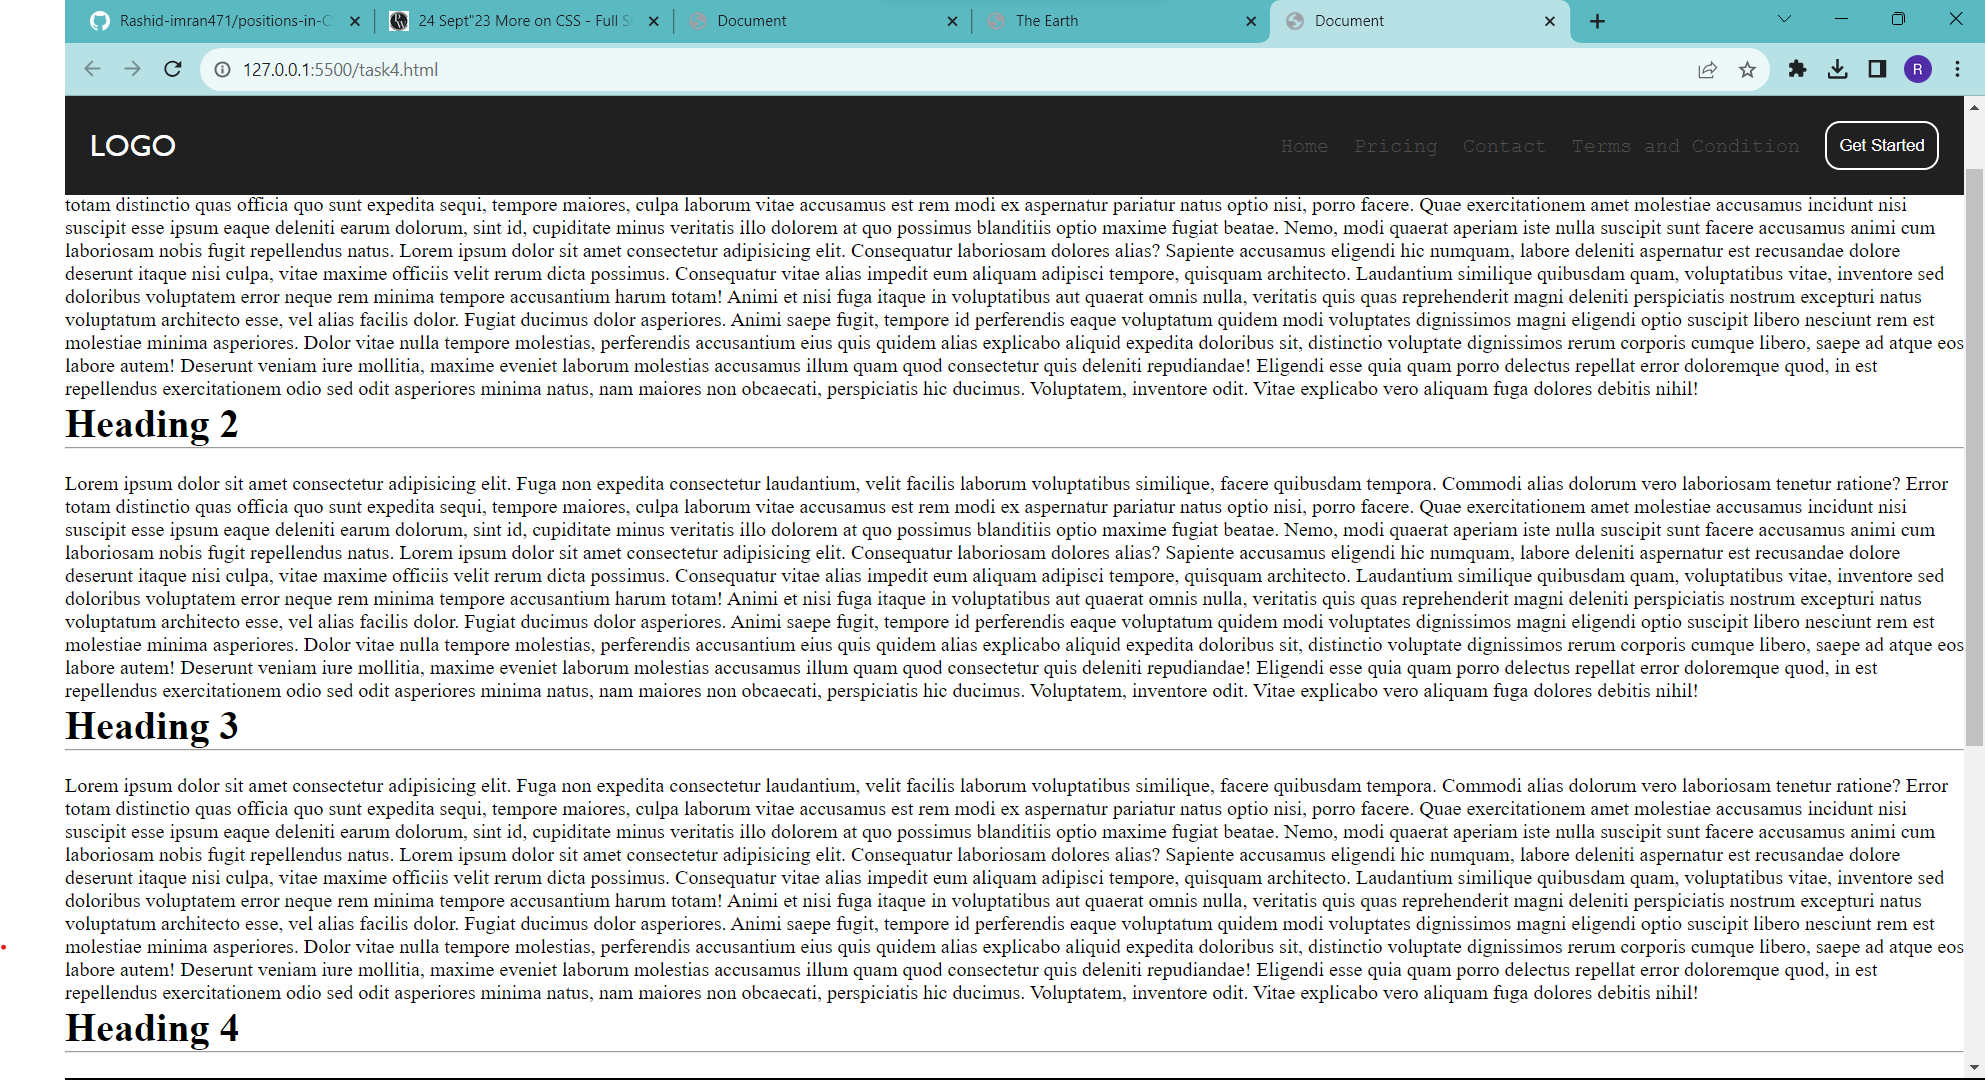 Rashid-imran471/positions-in-C
24 Sept"23 More on CSS - Full S
Document
The Earth
Document
127.0.0.1:5500/task4.html
R
LOGO
Home Pricing Contact Terms and Condition Get Started
totam distinctio quas officia quo sunt expedita sequi, tempore maiores, culpa laborum vitae accusamus est rem modi ex aspernatur pariatur natus optio nisi, porro facere. Quae exercitationem amet molestiae accusamus incidunt nisi
suscipit esse ipsum eaque deleniti earum dolorum, sint id, cupiditate minus veritatis illo dolorem at quo possimus blanditiis optio maxime fugiat beatae. Nemo, modi quaerat aperiam iste nulla suscipit sunt facere accusamus animi cum
laboriosam nobis fugit repellendus natus. Lorem ipsum dolor sit amet consectetur adipisicing elit. Consequatur laboriosam dolores alias? Sapiente accusamus eligendi hic numquam, labore deleniti aspernatur est recusandae dolore
deserunt itaque nisi culpa, vitae maxime officiis velit rerum dicta possimus. Consequatur vitae alias impedit eum aliquam adipisci tempore, quisquam architecto. Laudantium similique quibusdam quam, voluptatibus vitae, inventore sed
doloribus voluptatem error neque rem minima tempore accusantium harum totam! Animi et nisi fuga itaque in voluptatibus aut quaerat omnis nulla, veritatis quis quas reprehenderit magni deleniti perspiciatis nostrum excepturi natus
voluptatum architecto esse, vel alias facilis dolor. Fugiat ducimus dolor asperiores. Animi saepe fugit, tempore id perferendis eaque voluptatum quidem modi voluptates dignissimos magni eligendi optio suscipit libero nesciunt rem est
molestiae minima asperiores. Dolor vitae nulla tempore molestias, perferendis accusantium eius quis quidem alias explicabo aliquid expedita doloribus sit, distinctio voluptate dignissimos rerum corporis cumque libero, saepe ad atque eos
labore autem! Deserunt veniam iure mollitia, maxime eveniet laborum molestias accusamus illum quam quod consectetur quis deleniti repudiandae! Eligendi esse quia quam porro delectus repellat error doloremque quod, in est
repellendus exercitationem odio sed odit asperiores minima natus, nam maiores non obcaecati, perspiciatis hic ducimus. Voluptatem, inventore odit. Vitae explicabo vero aliquam fuga dolores debitis nihil!
Heading 2
Lorem ipsum dolor sit amet consectetur adipisicing elit. Fuga non expedita consectetur laudantium, velit facilis laborum voluptatibus similique, facere quibusdam tempora. Commodi alias dolorum vero laboriosam tenetur ratione? Error
totam distinctio quas officia quo sunt expedita sequi, tempore maiores, culpa laborum vitae accusamus est rem modi ex aspernatur pariatur natus optio nisi, porro facere. Quae exercitationem amet molestiae accusamus incidunt nisi
suscipit esse ipsum eaque deleniti earum dolorum, sint id, cupiditate minus veritatis illo dolorem at quo possimus blanditiis optio maxime fugiat beatae. Nemo, modi quaerat aperiam iste nulla suscipit sunt facere accusamus animi cum
laboriosam nobis fugit repellendus natus. Lorem ipsum dolor sit amet consectetur adipisicing elit. Consequatur laboriosam dolores alias? Sapiente accusamus eligendi hic numquam, labore deleniti aspernatur est recusandae dolore
deserunt itaque nisi culpa, vitae maxime officiis velit rerum dicta possimus. Consequatur vitae alias impedit eum aliquam adipisci tempore, quisquam architecto. Laudantium similique quibusdam quam, voluptatibus vitae, inventore sed
doloribus voluptatem error neque rem minima tempore accusantium harum totam! Animi et nisi fuga itaque in voluptatibus aut quaerat omnis nulla, veritatis quis quas reprehenderit magni deleniti perspiciatis nostrum excepturi natus
voluptatum architecto esse, vel alias facilis dolor. Fugiat ducimus dolor asperiores. Animi saepe fugit, tempore id perferendis eaque voluptatum quidem modi voluptates dignissimos magni eligendi optio suscipit libero nesciunt rem est
molestiae minima asperiores. Dolor vitae nulla tempore molestias, perferendis accusantium eius quis quidem alias explicabo aliquid expedita doloribus sit, distinctio voluptate dignissimos rerum corporis cumque libero, saepe ad atque eos
labore autem! Deserunt veniam iure mollitia, maxime eveniet laborum molestias accusamus illum quam quod consectetur quis deleniti repudiandae! Eligendi esse quia quam porro delectus repellat error doloremque quod, in est
repellendus exercitationem odio sed odit asperiores minima natus, nam maiores non obcaecati, perspiciatis hic ducimus. Voluptatem, inventore odit. Vitae explicabo vero aliquam fuga dolores debitis nihil!
Heading 3
Lorem ipsum dolor sit amet consectetur adipisicing elit. Fuga non expedita consectetur laudantium, velit facilis laborum voluptatibus similique, facere quibusdam tempora. Commodi alias dolorum vero laboriosam tenetur ratione? Error
totam distinctio quas officia quo sunt expedita sequi, tempore maiores, culpa laborum vitae accusamus est rem modi ex aspernatur pariatur natus optio nisi, porro facere. Quae exercitationem amet molestiae accusamus incidunt nisi
suscipit esse ipsum eaque deleniti earum dolorum, sint id, cupiditate minus veritatis illo dolorem at quo possimus blanditiis optio maxime fugiat beatae. Nemo, modi quaerat aperiam iste nulla suscipit sunt facere accusamus animi cum
laboriosam nobis fugit repellendus natus. Lorem ipsum dolor sit amet consectetur adipisicing elit. Consequatur laboriosam dolores alias? Sapiente accusamus eligendi hic numquam, labore deleniti aspernatur est recusandae dolore
deserunt itaque nisi culpa, vitae maxime officiis velit rerum dicta possimus. Consequatur vitae alias impedit eum aliquam adipisci tempore, quisquam architecto. Laudantium similique quibusdam quam, voluptatibus vitae, inventore sed
doloribus voluptatem error neque rem minima tempore accusantium harum totam! Animi et nisi fuga itaque in voluptatibus aut quaerat omnis nulla, veritatis quis quas reprehenderit magni deleniti perspiciatis nostrum excepturi natus
voluptatum architecto esse, vel alias facilis dolor. Fugiat ducimus dolor asperiores. Animi saepe fugit, tempore id perferendis eaque voluptatum quidem modi voluptates dignissimos magni eligendi optio suscipit libero nesciunt rem est
molestiae minima asperiores. Dolor vitae nulla tempore molestias, perferendis accusantium eius quis quidem alias explicabo aliquid expedita doloribus sit, distinctio voluptate dignissimos rerum corporis cumque libero, saepe ad atque eos
labore autem! Deserunt veniam iure mollitia, maxime eveniet laborum molestias accusamus illum quam quod consectetur quis deleniti repudiandae! Eligendi esse quia quam porro delectus repellat error doloremque quod, in est
repellendus exercitationem odio sed odit asperiores minima natus, nam maiores non obcaecati, perspiciatis hic ducimus. Voluptatem, inventore odit. Vitae explicabo vero aliquam fuga dolores debitis nihil!
Heading 4